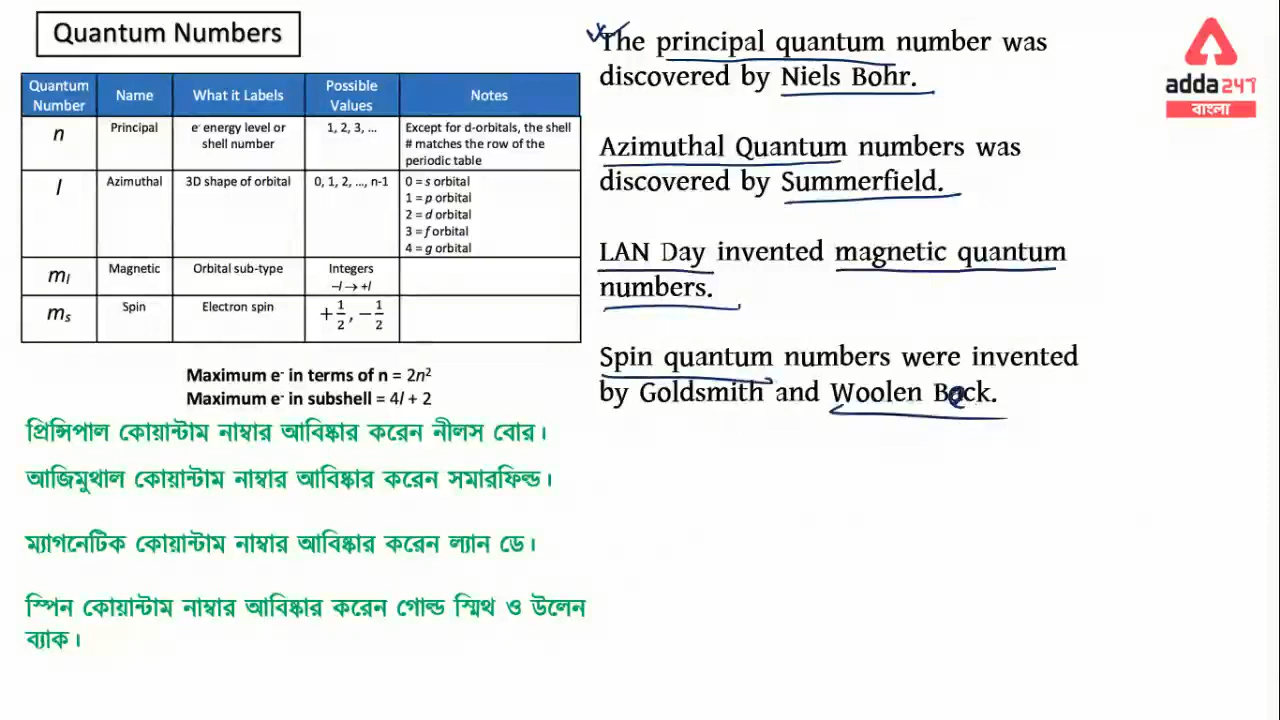 Quantum Numbers
Quantum Number	Name	What it Labels	Possible Values	Notes
n	Principal	e⁻ energy level or shell number	1, 2, 3, ...	Except for d-orbitals, the shell # matches the row of the periodic table
l	Azimuthal	3D shape of orbital	0, 1, 2, ..., n-1	0 = s orbital
1 = p orbital
2 = d orbital
3 = f orbital
4 = g orbital
mₗ	Magnetic	Orbital sub-type	Integers –l → +l
mₛ	Spin	Electron spin	+1/2, −1/2
Maximum e⁻ in terms of n = 2n²
Maximum e⁻ in subshell = 4l + 2
প্রিন্সিপাল কোয়ান্টাম নাম্বার আবিষ্কার করেন নীলস বোর।
আজিমুথাল কোয়ান্টাম নাম্বার আবিষ্কার করেন সমারফিল্ড।
ম্যাগনেটিক কোয়ান্টাম নাম্বার আবিষ্কার করেন ল্যান ডে।
স্পিন কোয়ান্টাম নাম্বার আবিষ্কার করেন গোল্ড স্মিথ ও উলেন
ব্যাক।
The principal quantum number was
discovered by Niels Bohr.
Azimuthal Quantum numbers was
discovered by Summerfield.
LAN Day invented magnetic quantum
numbers.
Spin quantum numbers were invented
by Goldsmith and Woolen Back.
adda247
বাংলা